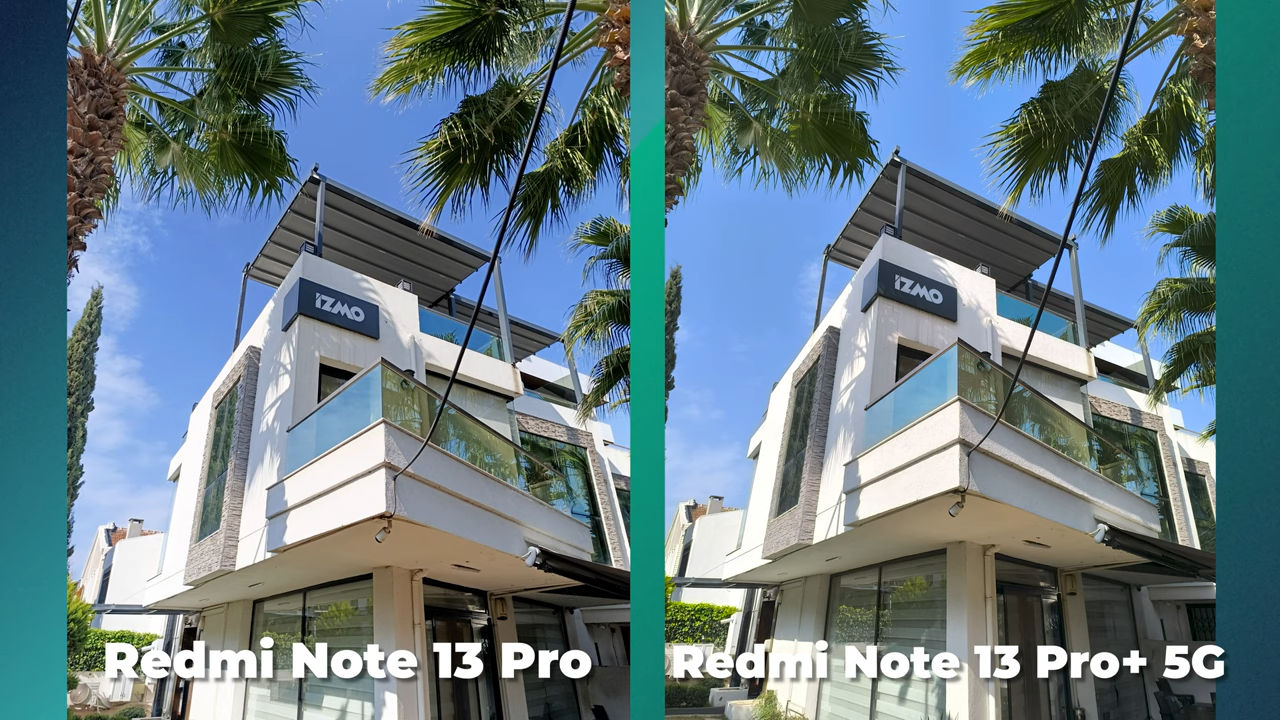 iZMO
iZMO
Redmi Note 13 Pro
Redmi Note 13 Pro+ 5G